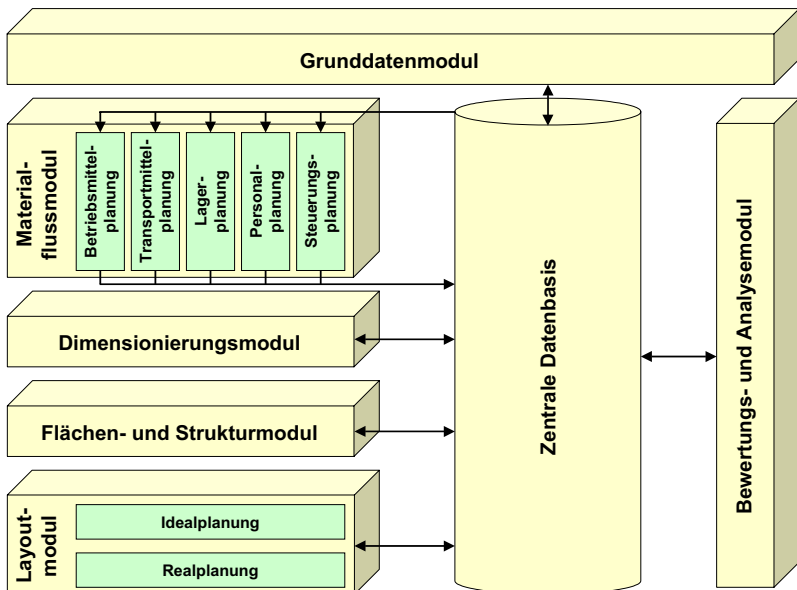 Grunddatenmodul
Material-
flussmodul
Betriebsmittel-
planung
Transportmittel-
planung
Lager-
planung
Personal-
planung
Steuerungs-
planung
Dimensionierungsmodul
Flächen- und Strukturmodul
Layout-
modul
Idealplanung
Realplanung
Zentrale Datenbasis
Bewertungs- und Analysemodul